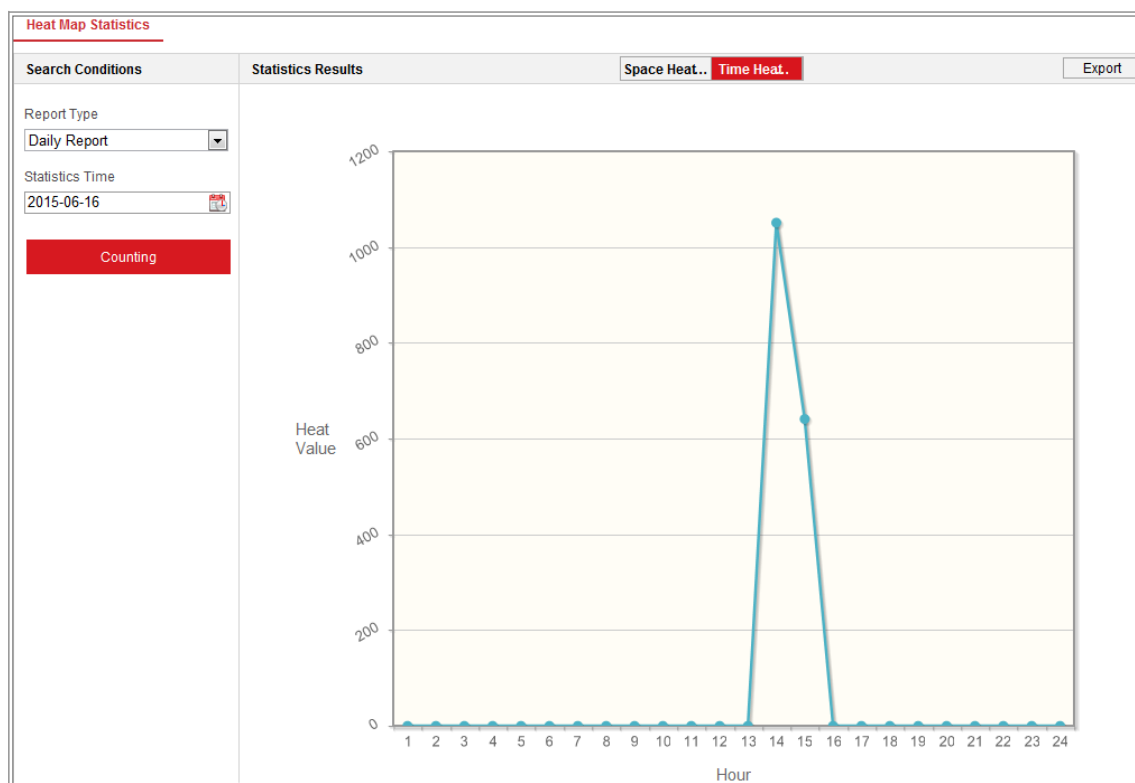 Heat Map Statistics
Search Conditions
Statistics Results
Space Heat...
Time Heat..
Export
Report Type
Daily Report
Statistics Time
2015-06-16
Counting
1200
1000
800
Heat
Value
600
400
200
0
1 2 3 4 5 6 7 8 9 10 11 12 13 14 15 16 17 18 19 20 21 22 23 24
Hour